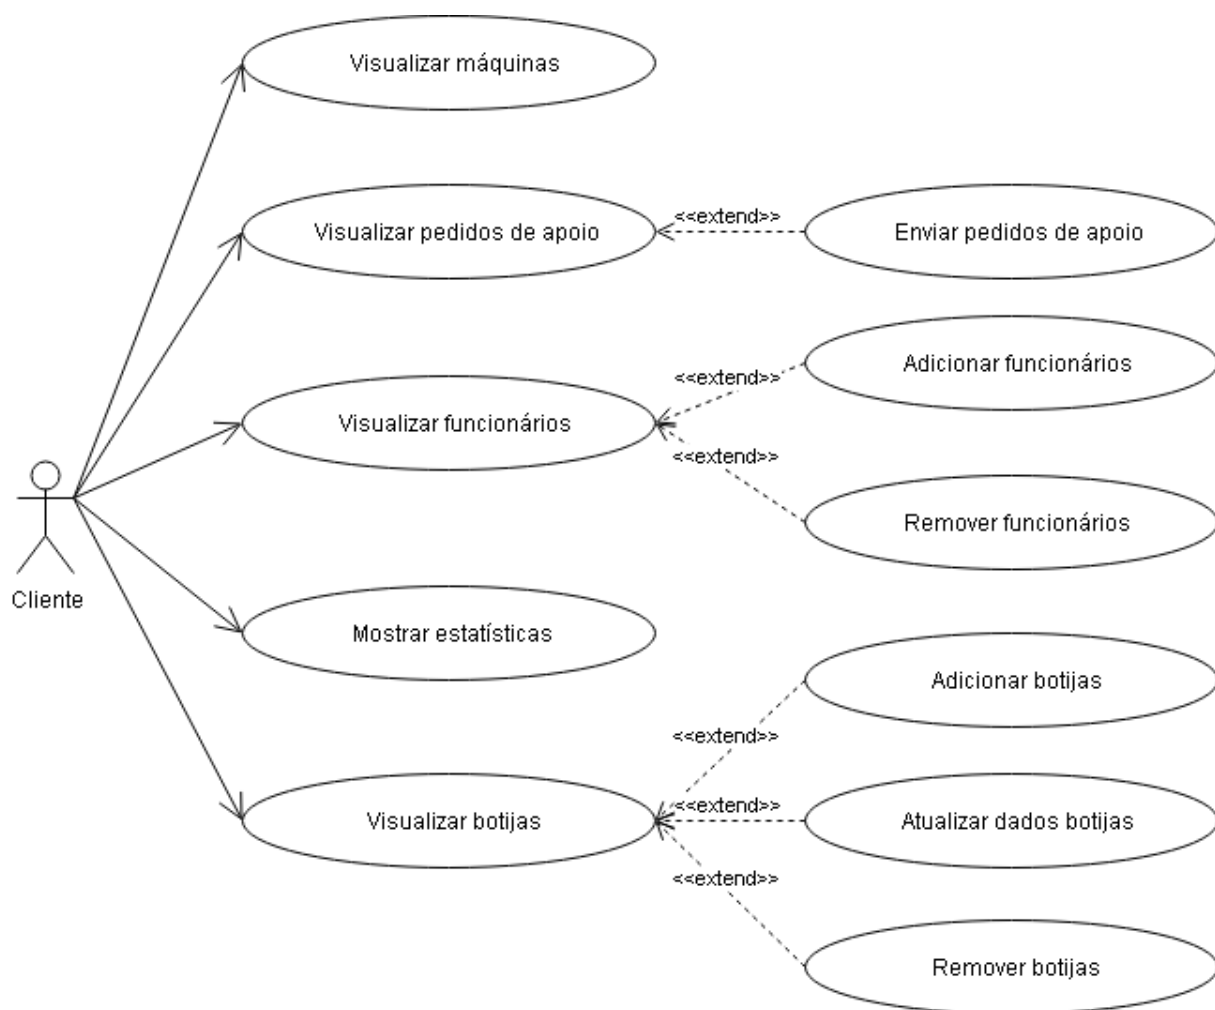 Visualizar máquinas
Visualizar pedidos de apoio
<<extend>>
Enviar pedidos de apoio
Visualizar funcionários
<<extend>>
Adicionar funcionários
<<extend>>
Remover funcionários
Cliente
Mostrar estatísticas
Visualizar botijas
<<extend>>
Adicionar botijas
<<extend>>
Atualizar dados botijas
<<extend>>
Remover botijas